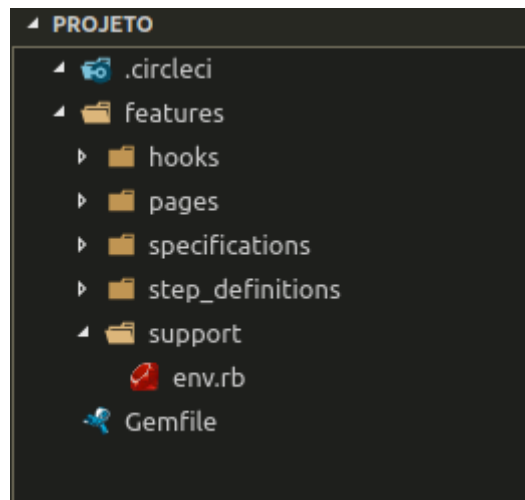 PROJETO
.circleci
features
hooks
pages
specifications
step_definitions
support
env.rb
Gemfile